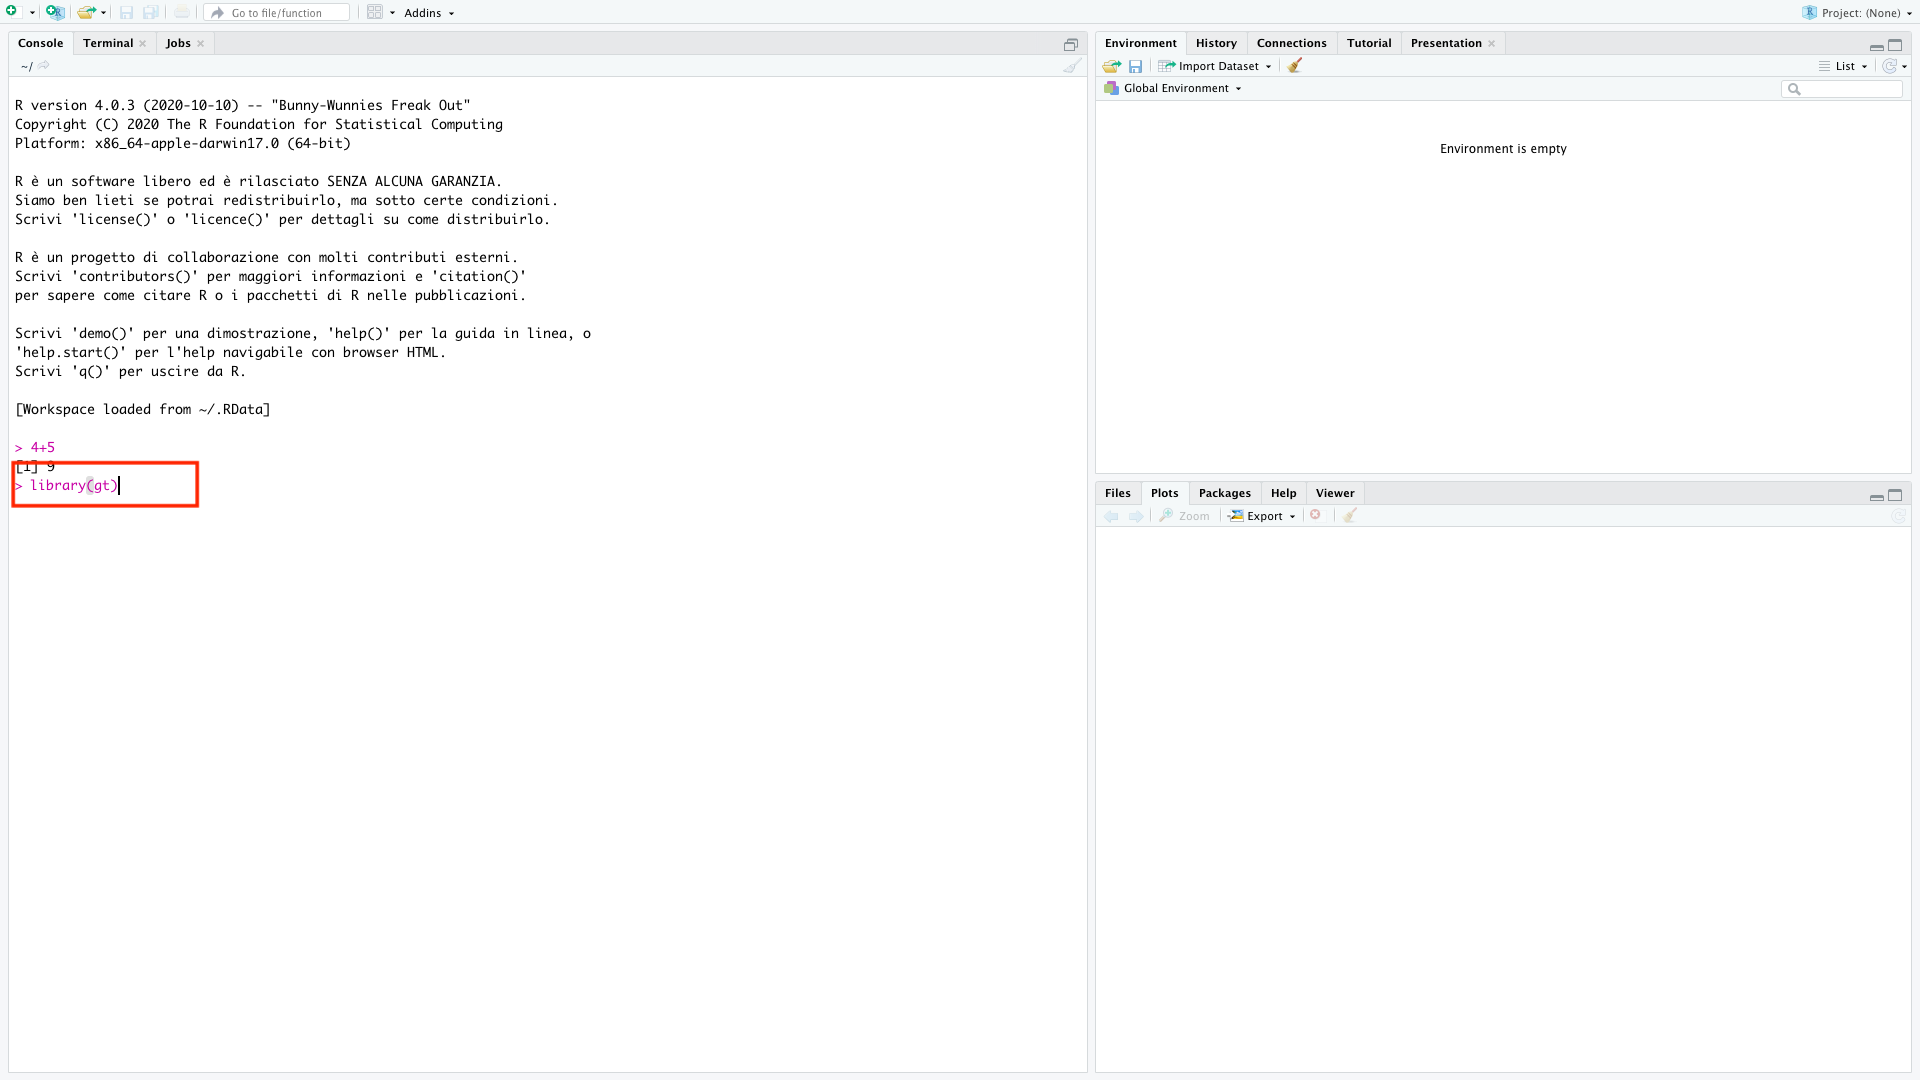 Go to file/function
Addins
Project: (None)
Console
Terminal
Jobs
~/
R version 4.0.3 (2020-10-10) -- "Bunny-Wunnies Freak Out"
Copyright (C) 2020 The R Foundation for Statistical Computing
Platform: x86_64-apple-darwin17.0 (64-bit)
R è un software libero ed è rilasciato SENZA ALCUNA GARANZIA.
Siamo ben lieti se potrai redistribuirlo, ma sotto certe condizioni.
Scrivi 'license()' o 'licence()' per dettagli su come distribuirlo.
R è un progetto di collaborazione con molti contributi esterni.
Scrivi 'contributors()' per maggiori informazioni e 'citation()'
per sapere come citare R o i pacchetti di R nelle pubblicazioni.
Scrivi 'demo()' per una dimostrazione, 'help()' per la guida in linea, o
'help.start()' per l'help navigabile con browser HTML.
Scrivi 'q()' per uscire da R.
[Workspace loaded from ~/.RData]
> 4+5
[1] 9
> library(gt)
Environment
History
Connections
Tutorial
Presentation
Import Dataset
List
Global Environment
Environment is empty
Files
Plots
Packages
Help
Viewer
Zoom
Export